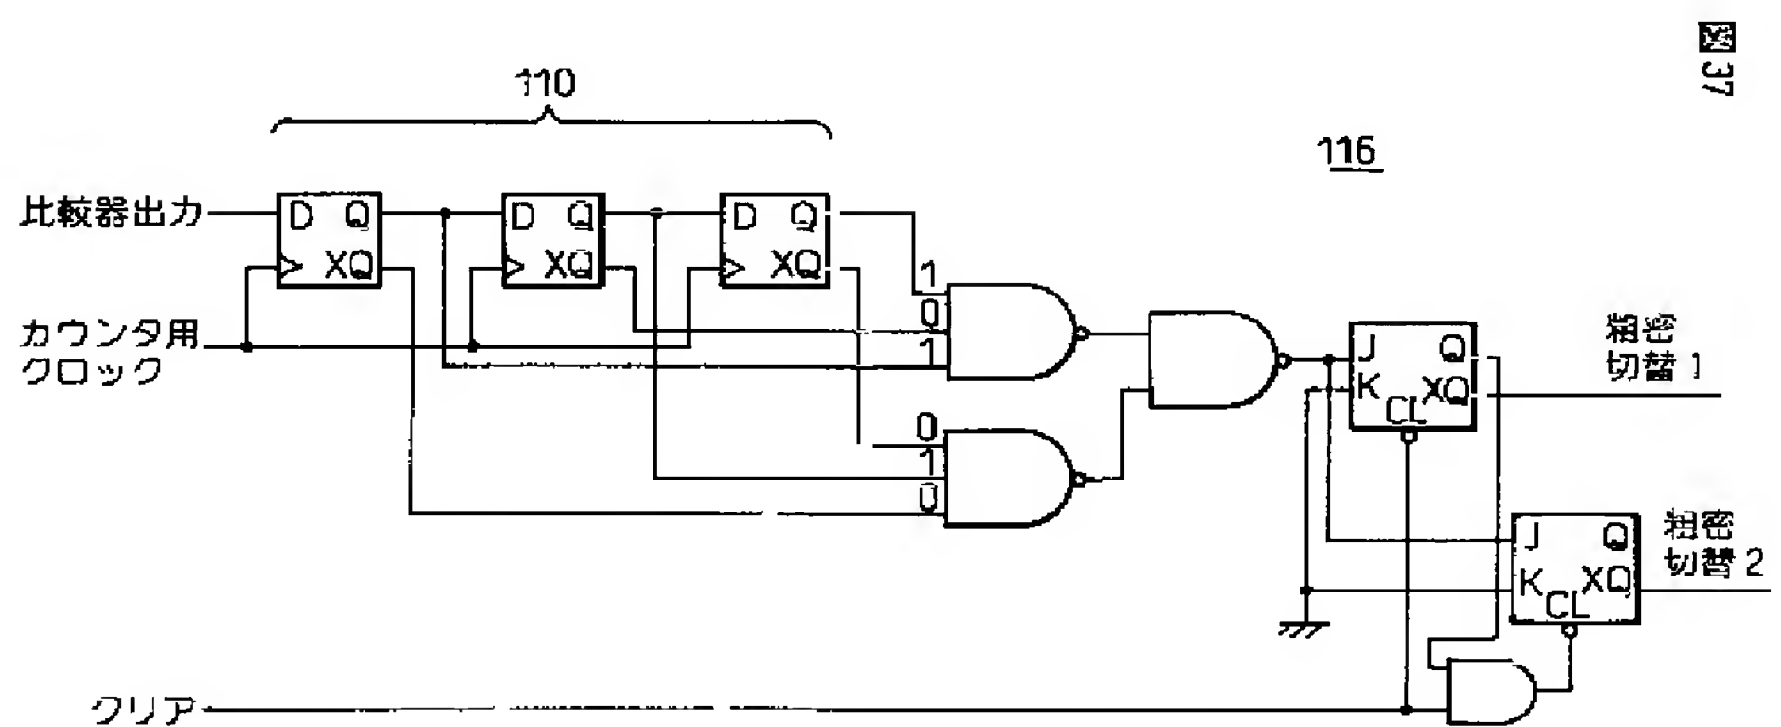 図37
110
116
比較器出力
D Q
XQ
D Q
XQ
D Q
XQ
カウンタ用
クロック
1
0
1
0
1
0
J Q
K XQ
CL
粗密
切替1
J Q
K XQ
CL
粗密
切替2
クリア